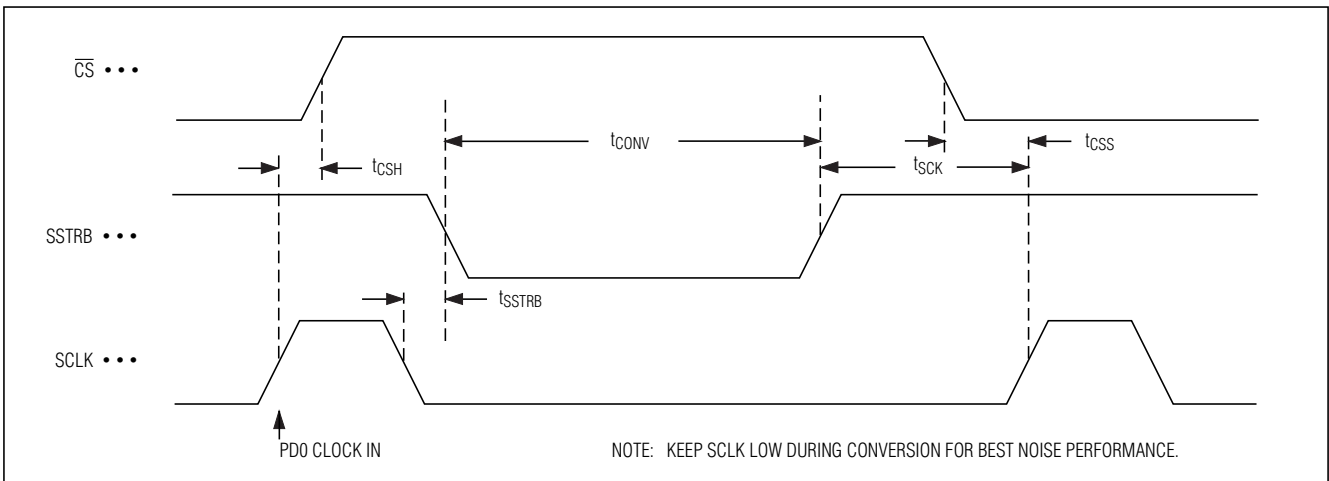 CS •••
tCONV
tCSS
tCSH
tSCK
SSTRB •••
tSSTRB
SCLK •••
PD0 CLOCK IN
NOTE: KEEP SCLK LOW DURING CONVERSION FOR BEST NOISE PERFORMANCE.